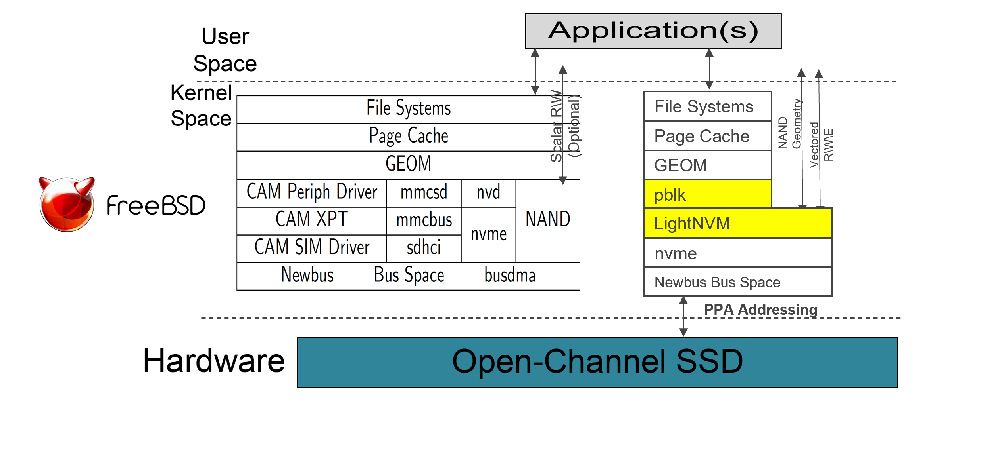 User
Space
Application(s)
Kernel
Space
File Systems
Page Cache
GEOM
CAM Periph Driver
mmcsd
nvd
NAND
CAM XPT
mmcbus
nvme
CAM SIM Driver
sdhci
Newbus
Bus Space
busdma
Scalar R\W
(Optional)
File Systems
Page Cache
GEOM
pblk
LightNVM
nvme
Newbus Bus Space
NAND
Geometry
Vectored
R\W\E
FreeBSD
PPA Addressing
Hardware
Open-Channel SSD